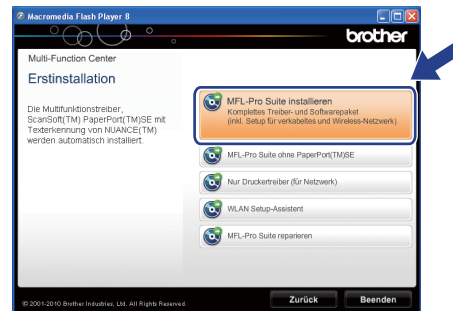 Macromedia Flash Player 8
brother
Multi-Function Center
Erstinstallation
Die Multifunktionstreiber,
ScanSoft(TM) PaperPort(TM)SE mit
Texterkennung von NUANCE(TM)
werden automatisch installiert.
MFL-Pro Suite installieren
Komplettes Treiber- und Softwarepaket
(inkl. Setup für verkabeltes und Wireless-Netzwerk)
MFL-Pro Suite ohne PaperPort(TM)SE
Nur Druckertreiber (für Netzwerk)
WLAN Setup-Assistent
MFL-Pro Suite reparieren
© 2001-2010 Brother Industries, Ltd. All Rights Reserved.
Zurück
Beenden